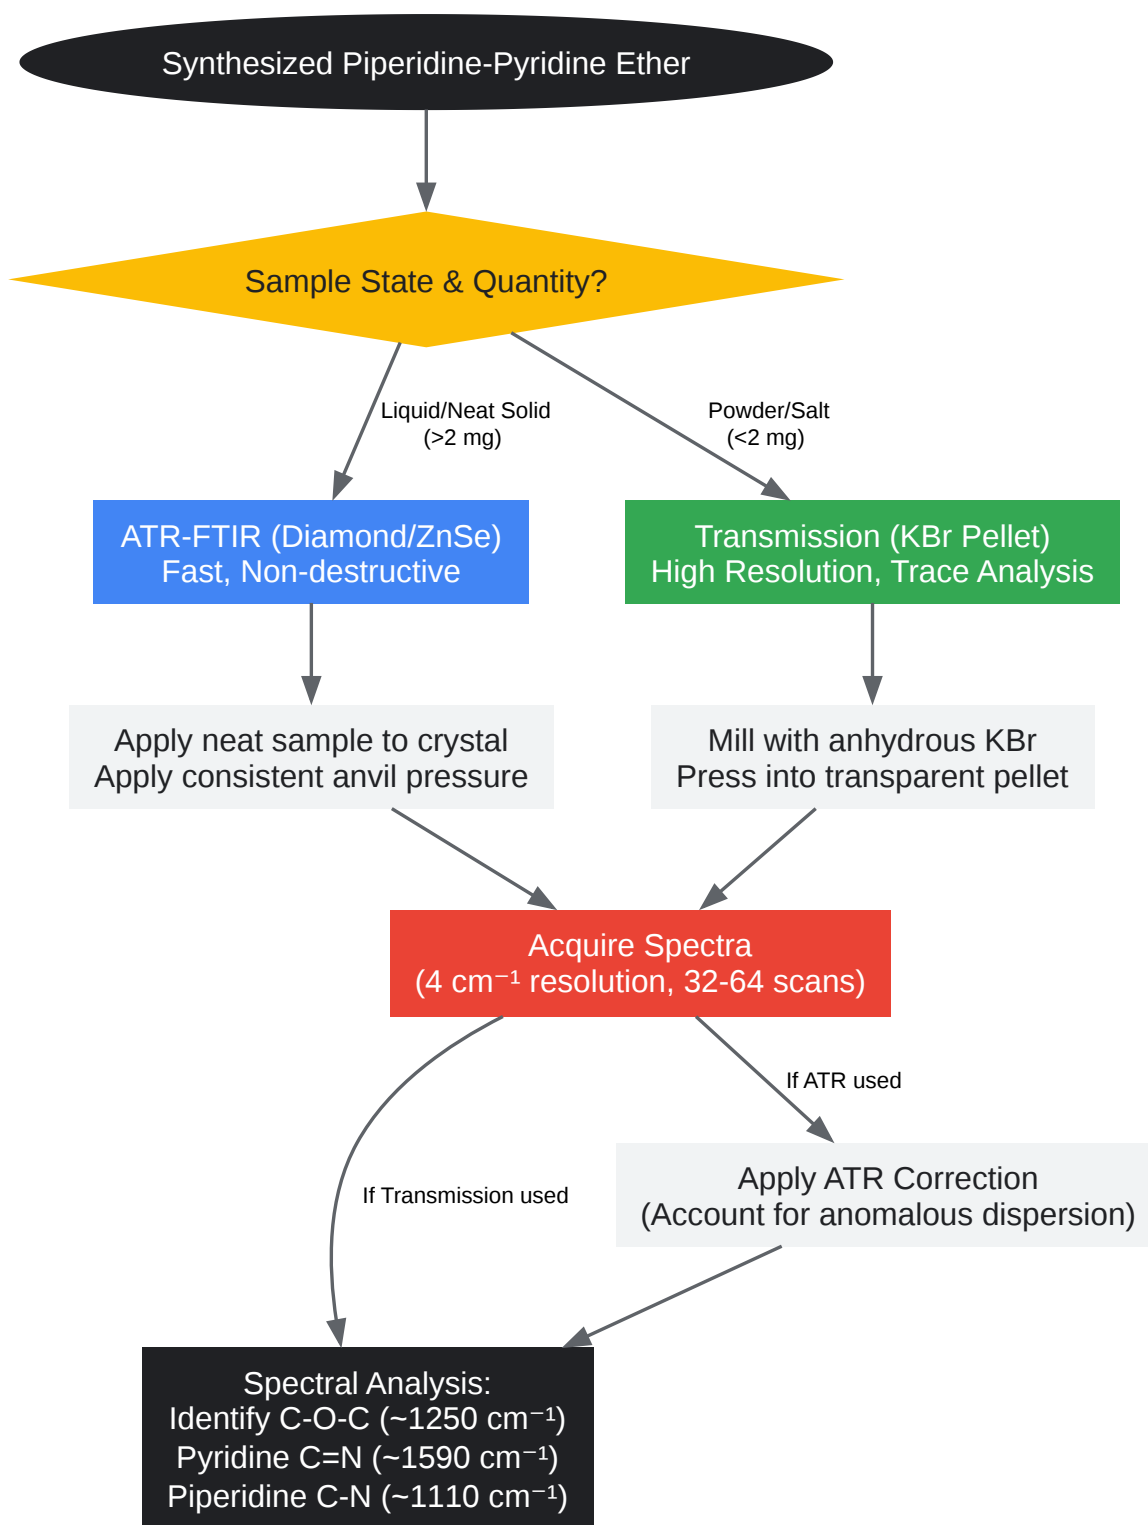 Synthesized Piperidine-Pyridine Ether
Sample State & Quantity?
Liquid/Neat Solid
(>2 mg)
Powder/Salt
(<2 mg)
ATR-FTIR (Diamond/ZnSe)
Fast, Non-destructive
Transmission (KBr Pellet)
High Resolution, Trace Analysis
Apply neat sample to crystal
Apply consistent anvil pressure
Mill with anhydrous KBr
Press into transparent pellet
Acquire Spectra
(4 cm⁻¹ resolution, 32-64 scans)
If ATR used
If Transmission used
Apply ATR Correction
(Account for anomalous dispersion)
Spectral Analysis:
Identify C-O-C (~1250 cm⁻¹)
Pyridine C=N (~1590 cm⁻¹)
Piperidine C-N (~1110 cm⁻¹)